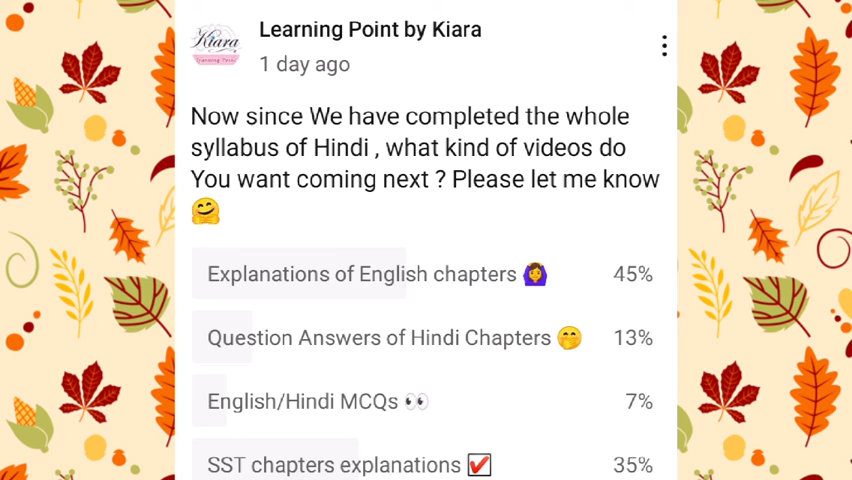 Kiara
Learning Point
Learning Point by Kiara
1 day ago
Now since We have completed the whole
syllabus of Hindi , what kind of videos do
You want coming next ? Please let me know
🤗
Explanations of English chapters 🙆‍♀️ 45%
Question Answers of Hindi Chapters 🤭 13%
English/Hindi MCQs 👀 7%
SST chapters explanations ☑️ 35%